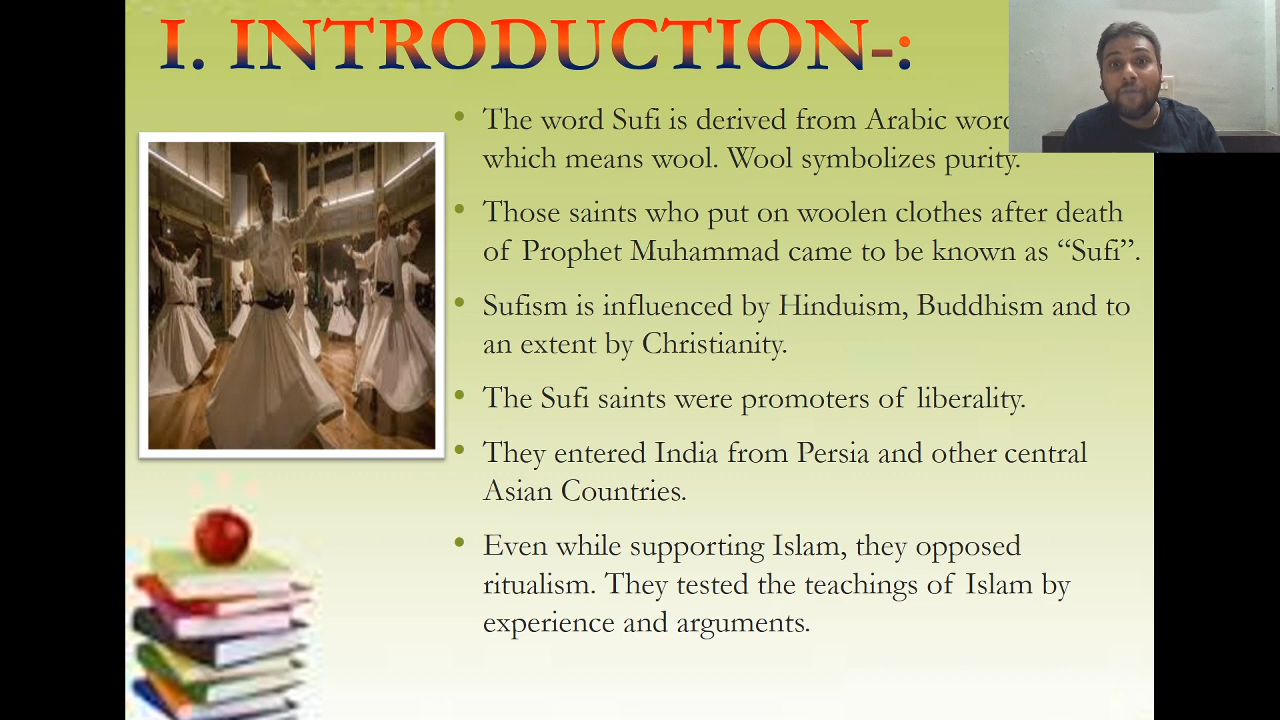 I. INTRODUCTION-:
• The word Sufi is derived from Arabic
which means wool. Wool symbolizes purity.
• Those saints who put on woolen clothes after death
of Prophet Muhammad came to be known as “Sufi”.
• Sufism is influenced by Hinduism, Buddhism and to
an extent by Christianity.
• The Sufi saints were promoters of liberality.
• They entered India from Persia and other central
Asian Countries.
• Even while supporting Islam, they opposed
ritualism. They tested the teachings of Islam by
experience and arguments.